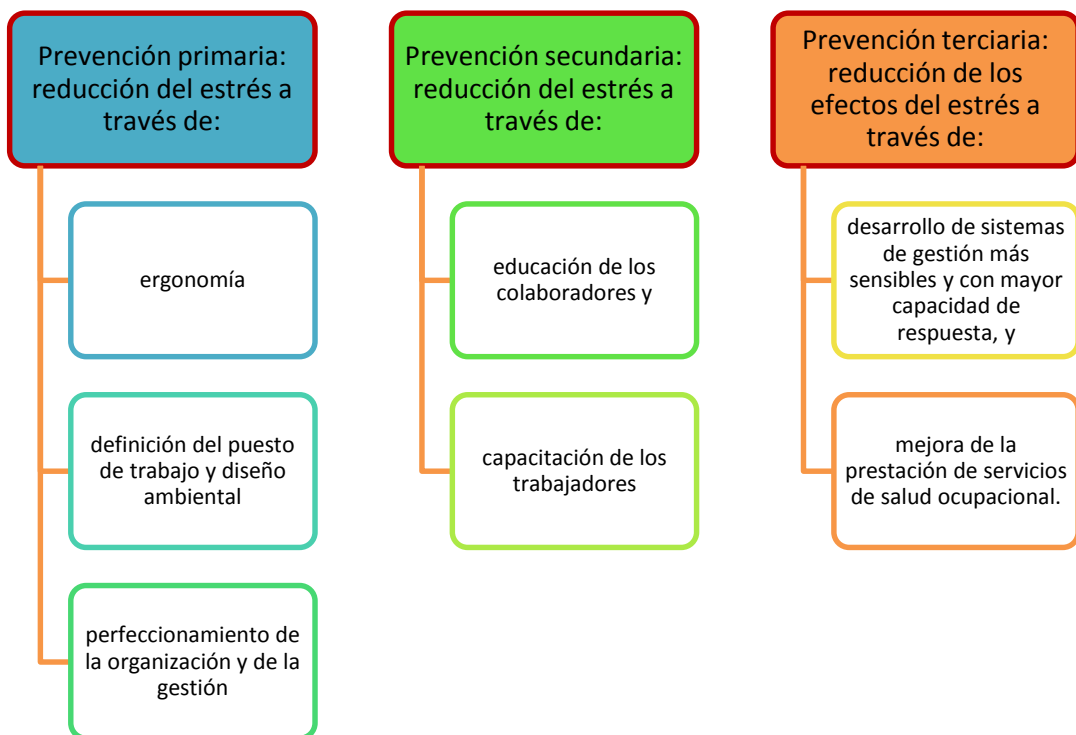 Prevención primaria:
reducción del estrés a
través de:
ergonomía
definición del puesto
de trabajo y diseño
ambiental
perfeccionamiento de
la organización y de la
gestión
Prevención secundaria:
reducción del estrés a
través de:
educación de los
colaboradores y
capacitación de los
trabajadores
Prevención terciaria:
reducción de los
efectos del estrés a
través de:
desarrollo de sistemas
de gestión más
sensibles y con mayor
capacidad de
respuesta, y
mejora de la
prestación de servicios
de salud ocupacional.